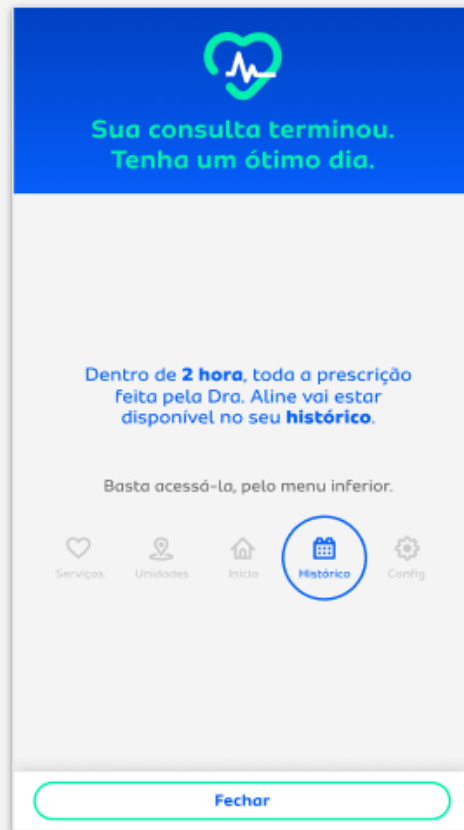 Sua consulta terminou.
Tenha um ótimo dia.
Dentro de 2 hora, toda a prescrição
feita pela Dra. Aline vai estar
disponível no seu histórico.
Basta acessá-la, pelo menu inferior.
Serviços Unidades Início Histórico Config
Fechar